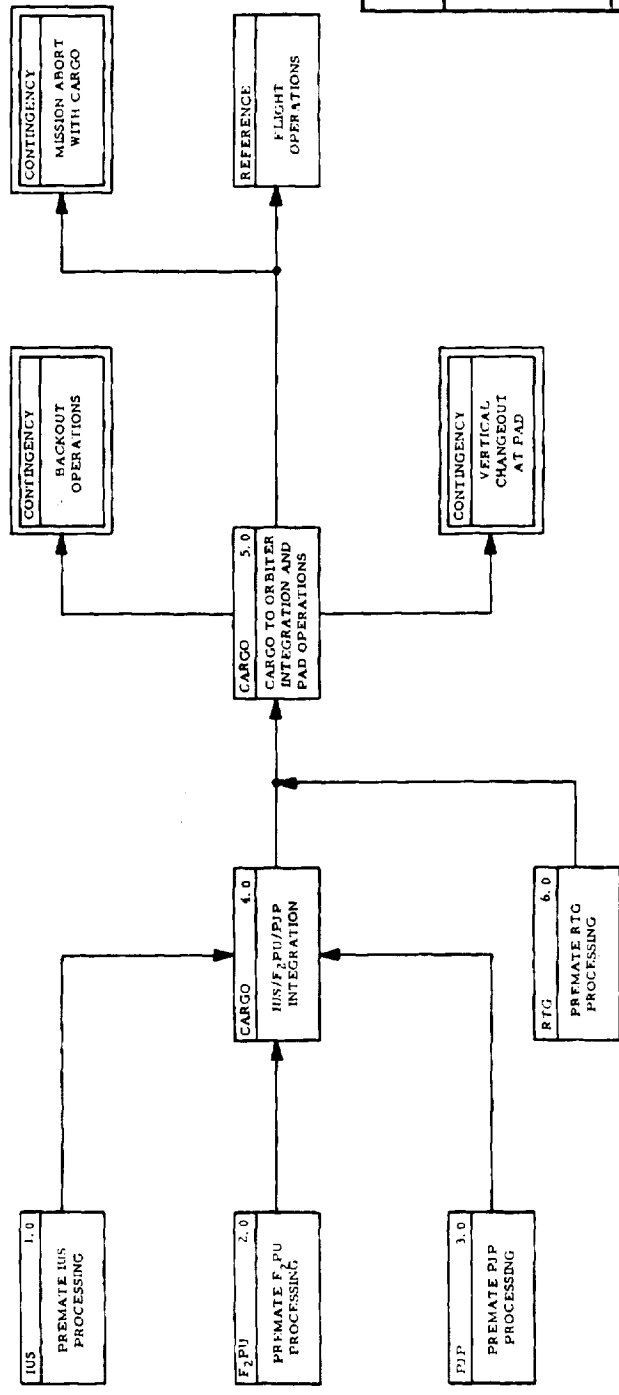 IUS 1.0
PREMATE IUS
PROCESSING
F₂PU 2.0
PREMATE F₂PU
PROCESSING
PJP 3.0
PREMATE PJP
PROCESSING
CARGO 4.0
IUS/F₂PU/PJP
INTEGRATION
RTG 6.0
PREMATE RTG
PROCESSING
CARGO 5.0
CARGO TO ORBITER
INTEGRATION AND
PAD OPERATIONS
CONTINGENCY
BACKOUT
OPERATIONS
CONTINGENCY
VERTICAL
CHANGEOUT
AT PAD
CONTINGENCY
MISSION ABORT
WITH CARGO
REFERENCE
FLIGHT
OPERATIONS